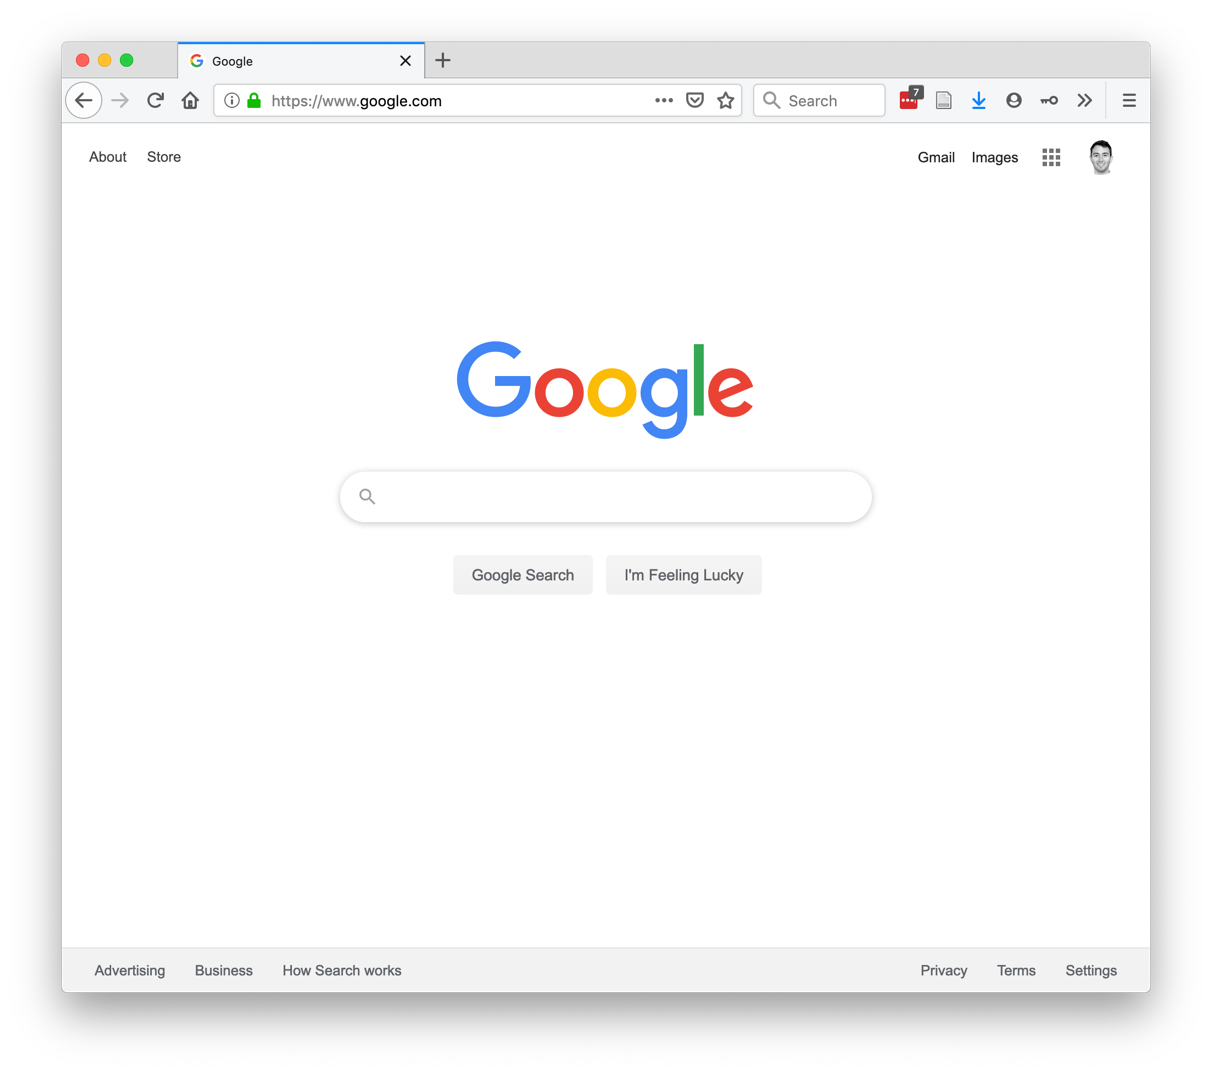 Google
https://www.google.com
Search
7
About Store
Gmail Images
Google
Google Search I'm Feeling Lucky
Advertising Business How Search works
Privacy Terms Settings